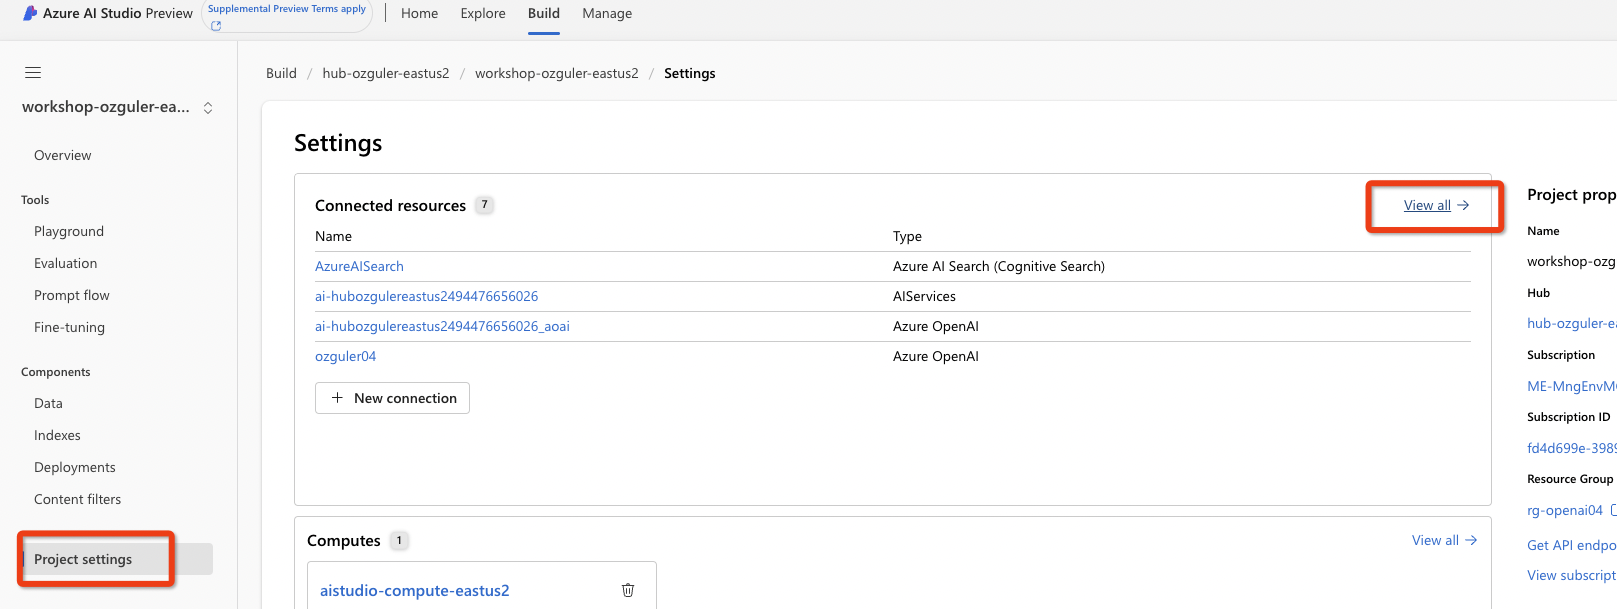 Azure AI Studio Preview
Supplemental Preview Terms apply
Home
Explore
Build
Manage
workshop-ozguler-ea...
Overview
Tools
Playground
Evaluation
Prompt flow
Fine-tuning
Components
Data
Indexes
Deployments
Content filters
Project settings
Build / hub-ozguler-eastus2 / workshop-ozguler-eastus2 / Settings
Settings
Connected resources 7
View all →
Name Type
AzureAISearch Azure AI Search (Cognitive Search)
ai-hubozgulereastus2494476656026 AIServices
ai-hubozgulereastus2494476656026_aoai Azure OpenAI
ozguler04 Azure OpenAI
+ New connection
Computes 1
View all →
aistudio-compute-eastus2
Project prop
Name
workshop-ozg
Hub
hub-ozguler-ea
Subscription
ME-MngEnvM
Subscription ID
fd4d699e-3989
Resource Group
rg-openai04
Get API endpo
View subscript